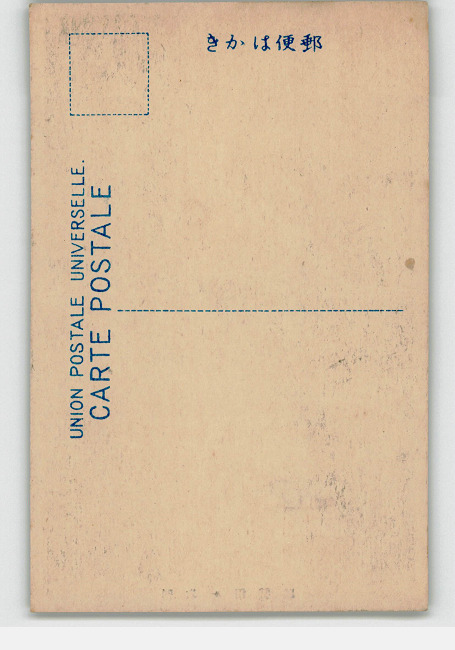 きかは便郵
UNION POSTALE UNIVERSELLE.
CARTE POSTALE